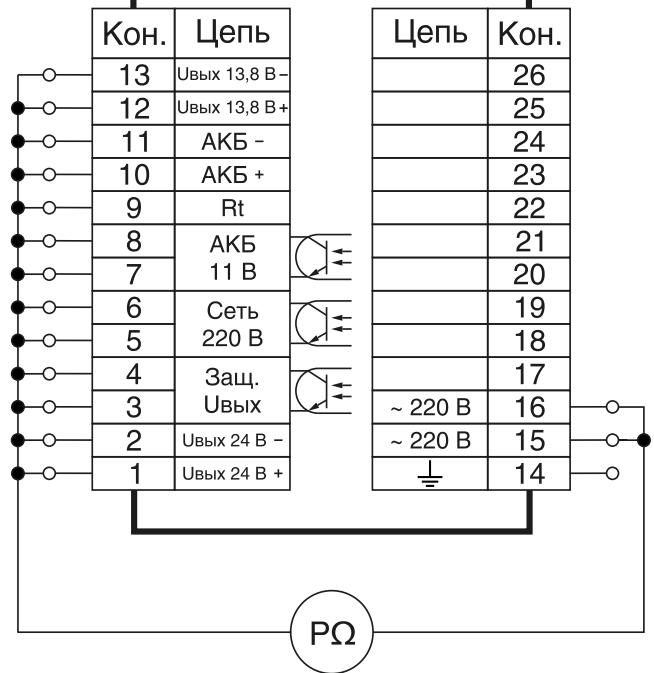 Кон. Цепь
13 Uвых 13,8 В –
12 Uвых 13,8 В +
11 АКБ –
10 АКБ +
9 Rt
8 АКБ
7 11 В
6 Сеть
5 220 В
4 Защ.
3 Uвых
2 Uвых 24 В –
1 Uвых 24 В +
Цепь Кон.
26
25
24
23
22
21
20
19
18
17
~ 220 В 16
~ 220 В 15
14
PΩ